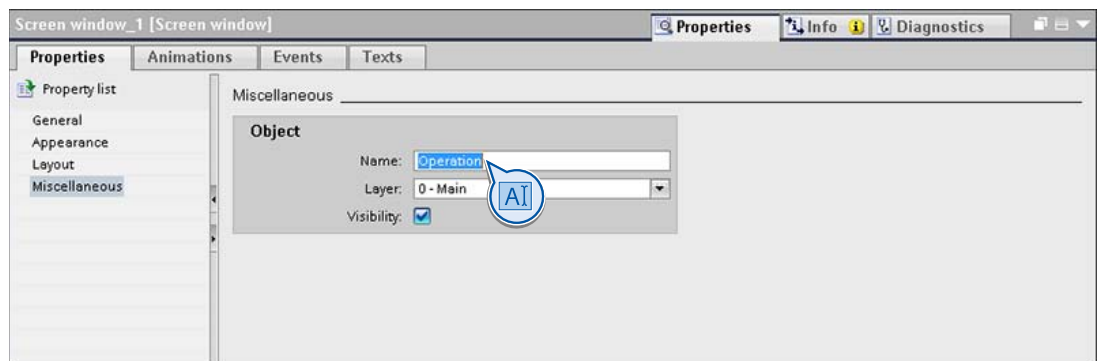 Screen window_1 [Screen window]
Properties Info Diagnostics
Properties Animations Events Texts
Property list
General
Appearance
Layout
Miscellaneous
Miscellaneous
Object
Name: Operation
Layer: 0 - Main
AI
Visibility: